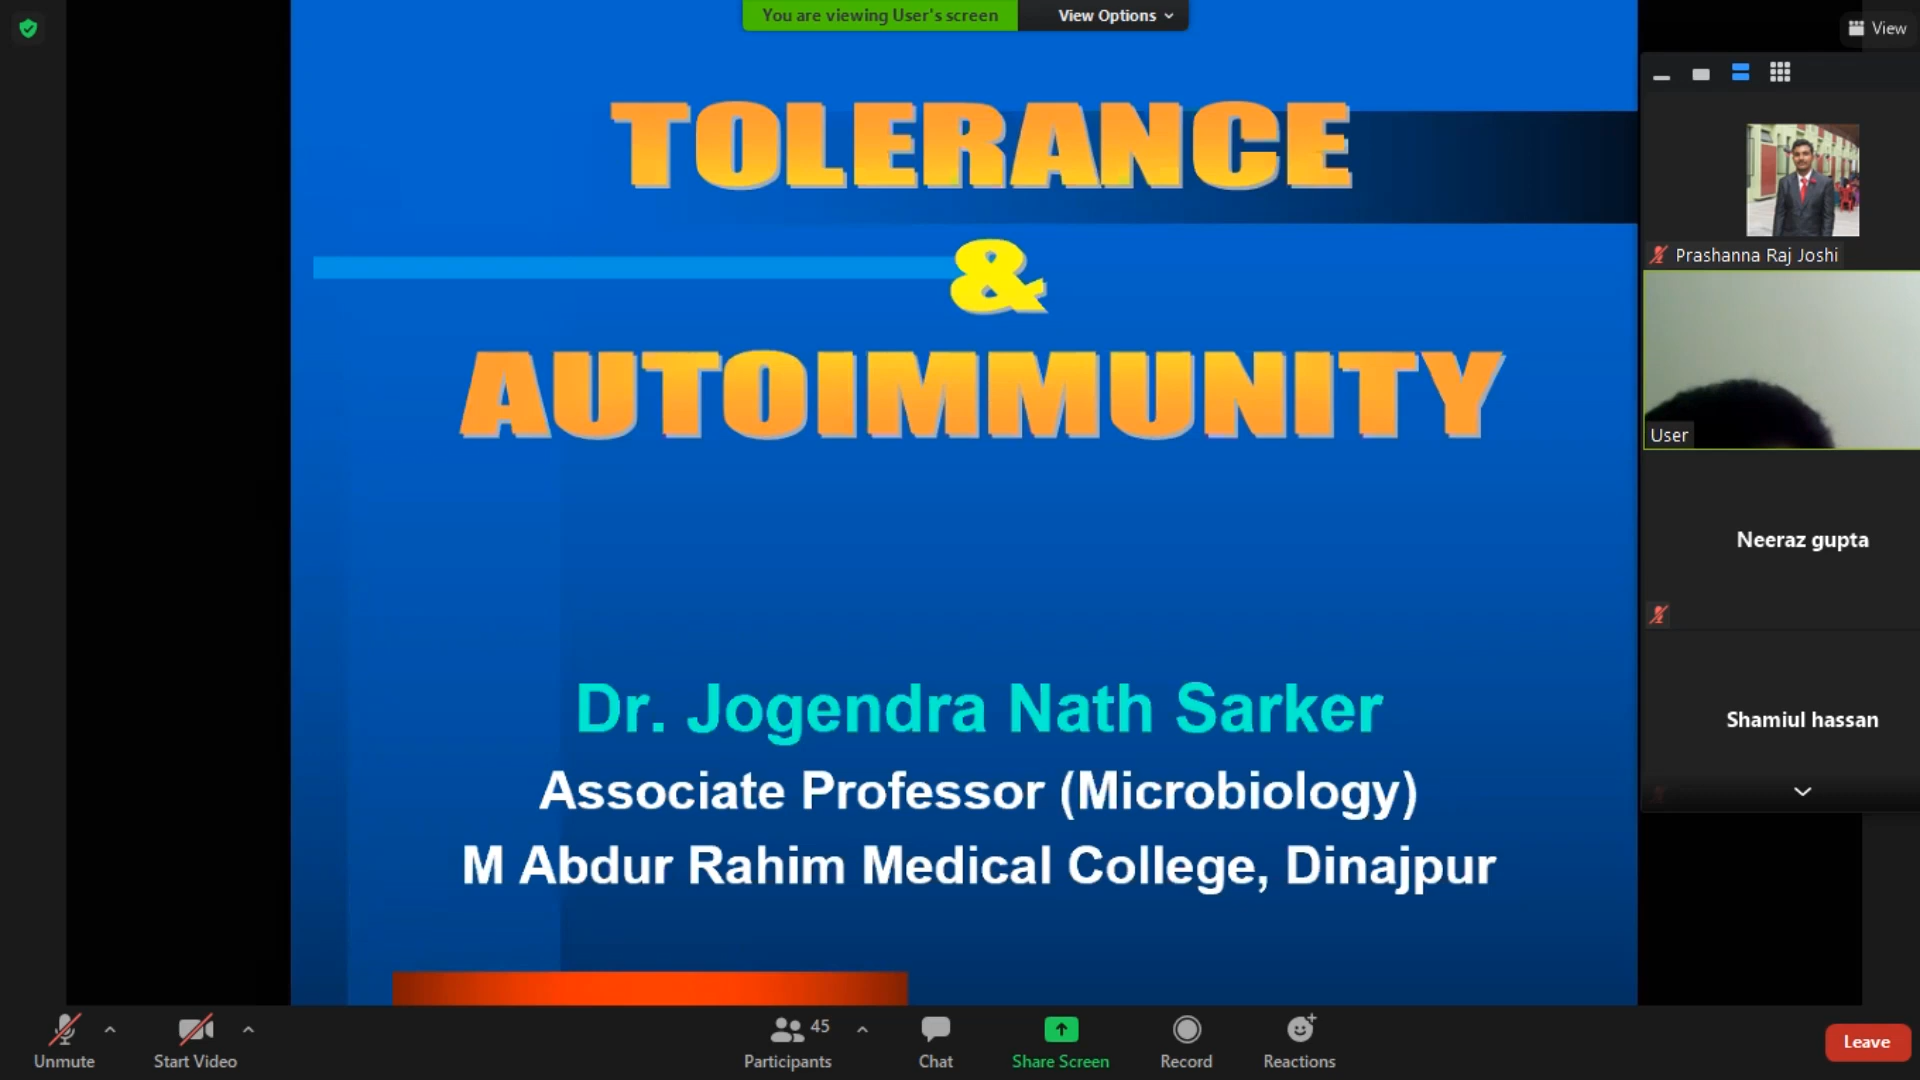 You are viewing User's screen
View Options
View
TOLERANCE
&
AUTOIMMUNITY
Dr. Jogendra Nath Sarker
Associate Professor (Microbiology)
M Abdur Rahim Medical College, Dinajpur
Prashanna Raj Joshi
User
Neeraz gupta
Shamiul hassan
Unmute
Start Video
45
Participants
Chat
Share Screen
Record
Reactions
Leave